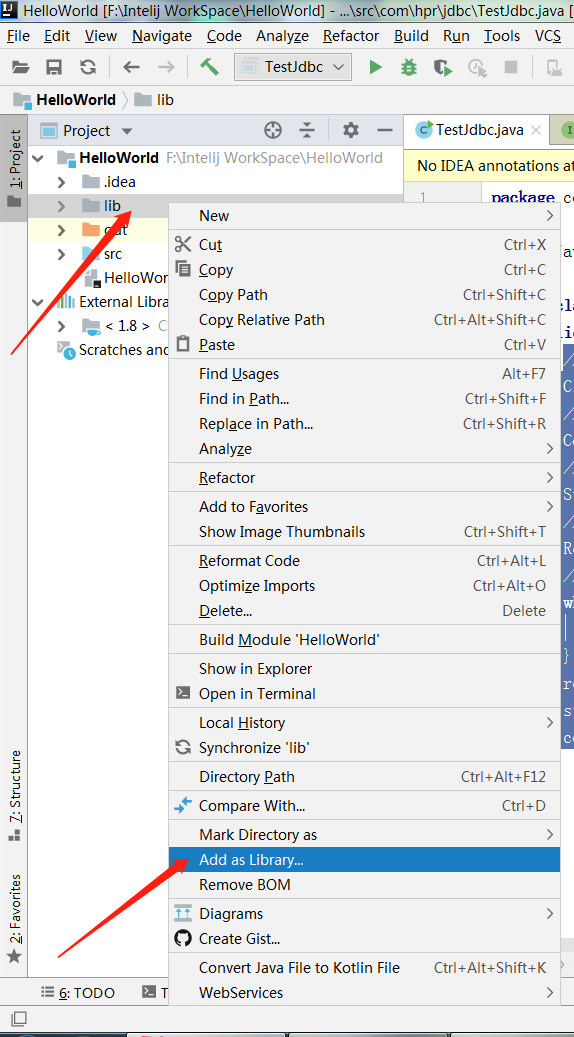 HelloWorld [F:\Intelij WorkSpace\HelloWorld] - ...\src\com\hpr\jdbc\TestJdbc.java [
File Edit View Navigate Code Analyze Refactor Build Run Tools VCS
TestJdbc
HelloWorld lib
1: Project
Project
TestJdbc.java
HelloWorld F:\Intelij WorkSpace\HelloWorld
No IDEA annotations at
.idea
1
package co
lib
out
src
HelloWor
External Libra
< 1.8 >
Scratches and
New
Cut Ctrl+X
Copy Ctrl+C
Copy Path Ctrl+Shift+C
Copy Relative Path Ctrl+Alt+Shift+C
Paste Ctrl+V
Find Usages Alt+F7
Find in Path... Ctrl+Shift+F
Replace in Path... Ctrl+Shift+R
Analyze
Refactor
Add to Favorites
Show Image Thumbnails Ctrl+Shift+T
Reformat Code Ctrl+Alt+L
Optimize Imports Ctrl+Alt+O
Delete... Delete
Build Module 'HelloWorld'
Show in Explorer
Open in Terminal
Local History
Synchronize 'lib'
Directory Path Ctrl+Alt+F12
Compare With... Ctrl+D
Mark Directory as
Add as Library...
Remove BOM
Diagrams
Create Gist...
Convert Java File to Kotlin File Ctrl+Alt+Shift+K
WebServices
7: Structure
2: Favorites
6: TODO T